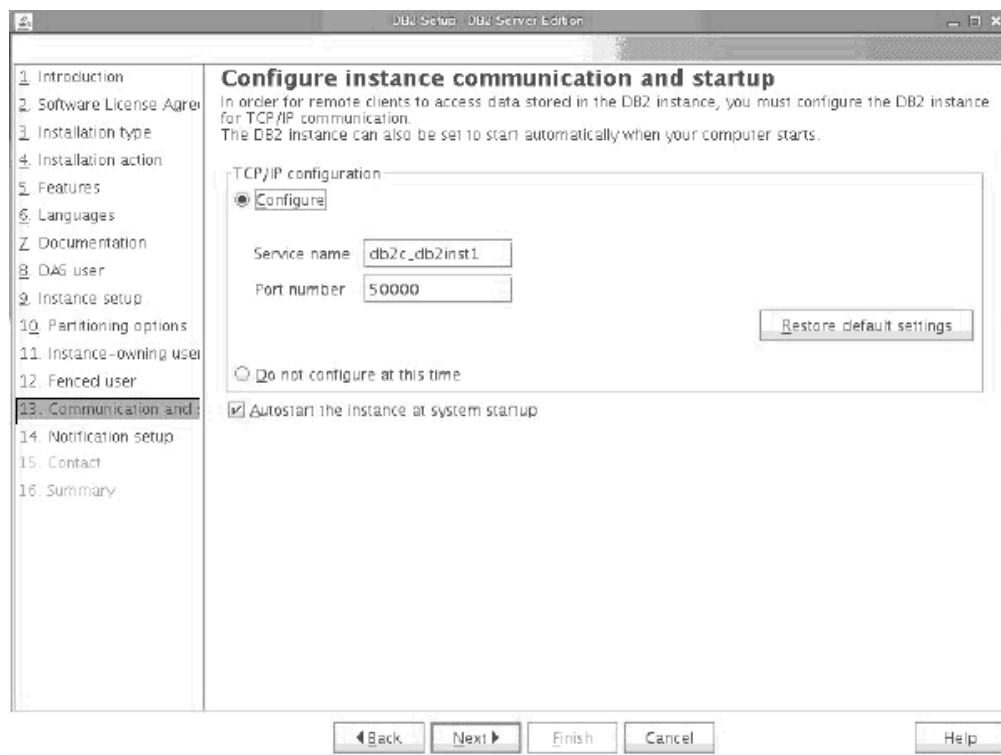 DB2 Setup - DB2 Server Edition
1. Introduction
2. Software License Agre
3. Installation type
4. Installation action
5. Features
6. Languages
7. Documentation
8. DAS user
9. Instance setup
10. Partitioning options
11. Instance-owning user
12. Fenced user
13. Communication and
14. Notification setup
15. Contact
16. Summary
Configure instance communication and startup
In order for remote clients to access data stored in the DB2 instance, you must configure the DB2 instance
for TCP/IP communication.
The DB2 instance can also be set to start automatically when your computer starts.
TCP/IP configuration
Configure
Service name db2c_db2inst1
Port number 50000
Restore default settings
Do not configure at this time
Autostart the instance at system startup
Back Next Finish Cancel Help